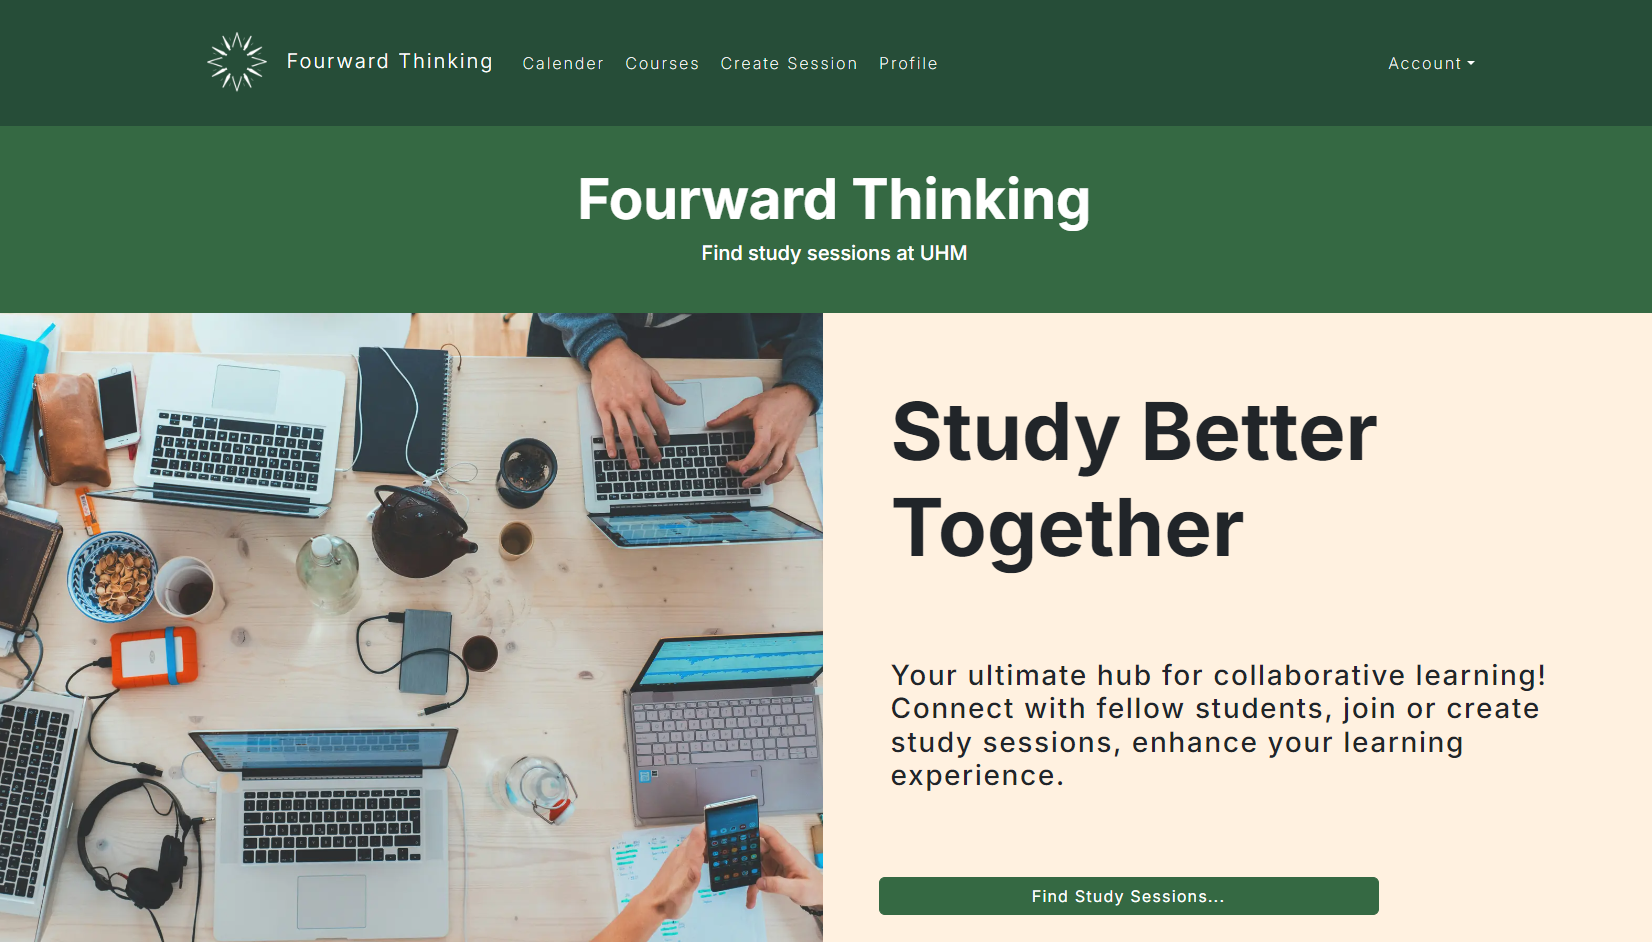 Fourward Thinking
Calender
Courses
Create Session
Profile
Account
Fourward Thinking
Find study sessions at UHM
Study Better
Together
Your ultimate hub for collaborative learning!
Connect with fellow students, join or create
study sessions, enhance your learning
experience.
Find Study Sessions...